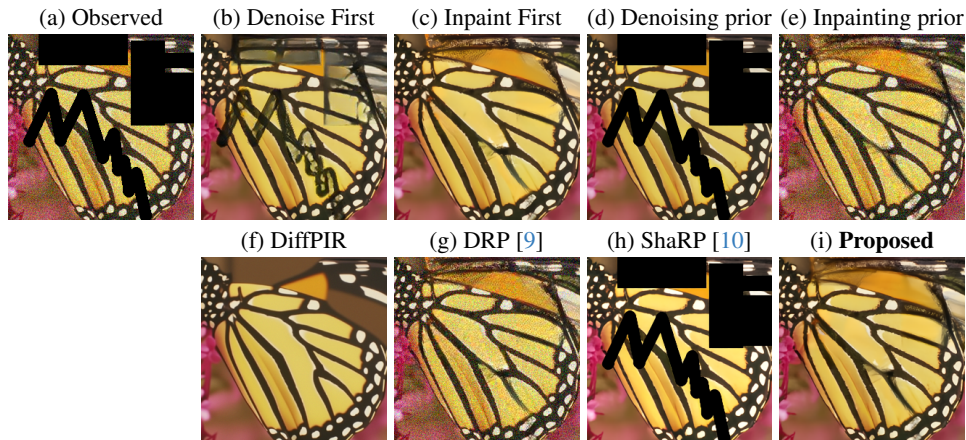 (a) Observed (b) Denoise First (c) Inpaint First (d) Denoising prior (e) Inpainting prior
(f) DiffPIR (g) DRP [9] (h) ShaRP [10] (i) Proposed